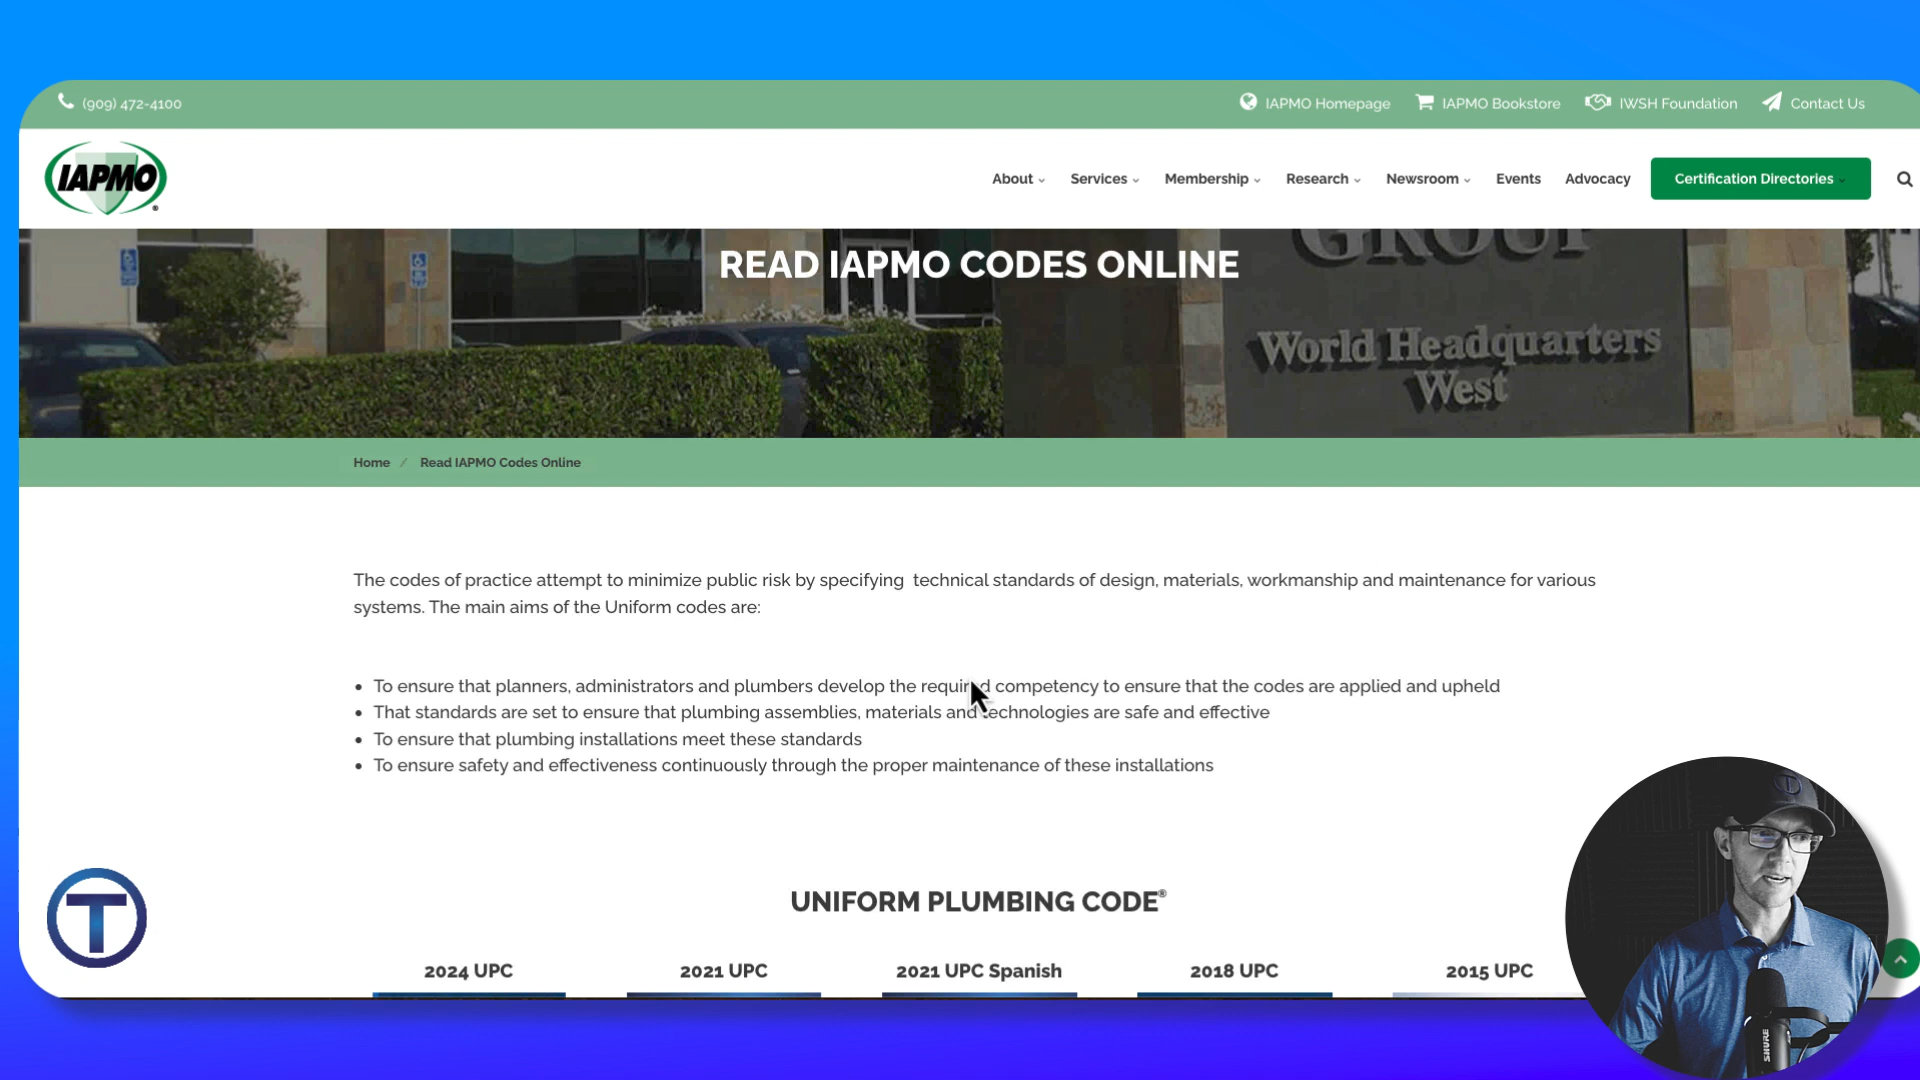 (909) 472-4100
IAPMO Homepage
IAPMO Bookstore
IWSH Foundation
Contact Us
IAPMO
®
About
Services
Membership
Research
Newsroom
Events
Advocacy
Certification Directories
GROUP
READ IAPMO CODES ONLINE
World Headquarters
West
Home / Read IAPMO Codes Online
The codes of practice attempt to minimize public risk by specifying technical standards of design, materials, workmanship and maintenance for various
systems. The main aims of the Uniform codes are:
• To ensure that planners, administrators and plumbers develop the required competency to ensure that the codes are applied and upheld
• That standards are set to ensure that plumbing assemblies, materials and technologies are safe and effective
• To ensure that plumbing installations meet these standards
• To ensure safety and effectiveness continuously through the proper maintenance of these installations
UNIFORM PLUMBING CODE®
2024 UPC
2021 UPC
2021 UPC Spanish
2018 UPC
2015 UPC
T
T
SHURE